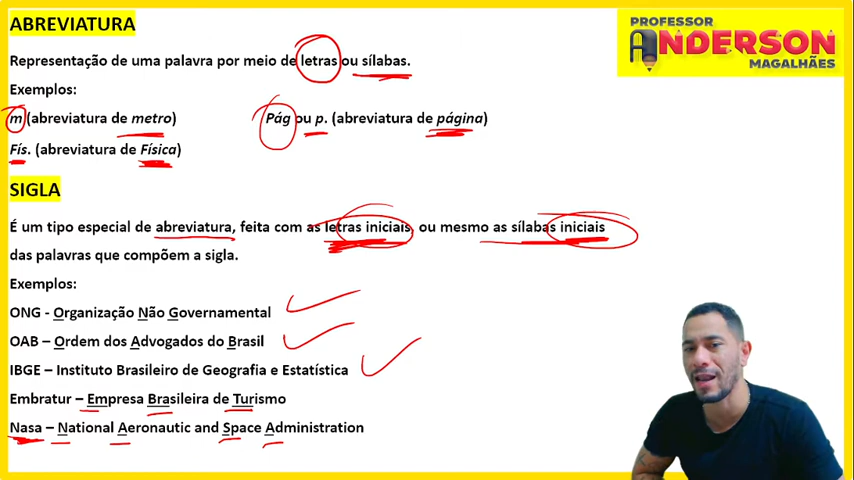 ABREVIATURA
PROFESSOR
ANDERSON
MAGALHÃES
Representação de uma palavra por meio de letras ou sílabas.
Exemplos:
m (abreviatura de metro) Pág ou p. (abreviatura de página)
Fís. (abreviatura de Física)
SIGLA
É um tipo especial de abreviatura, feita com as letras iniciais, ou mesmo as sílabas iniciais
das palavras que compõem a sigla.
Exemplos:
ONG - Organização Não Governamental
OAB – Ordem dos Advogados do Brasil
IBGE – Instituto Brasileiro de Geografia e Estatística
Embratur – Empresa Brasileira de Turismo
Nasa – National Aeronautic and Space Administration